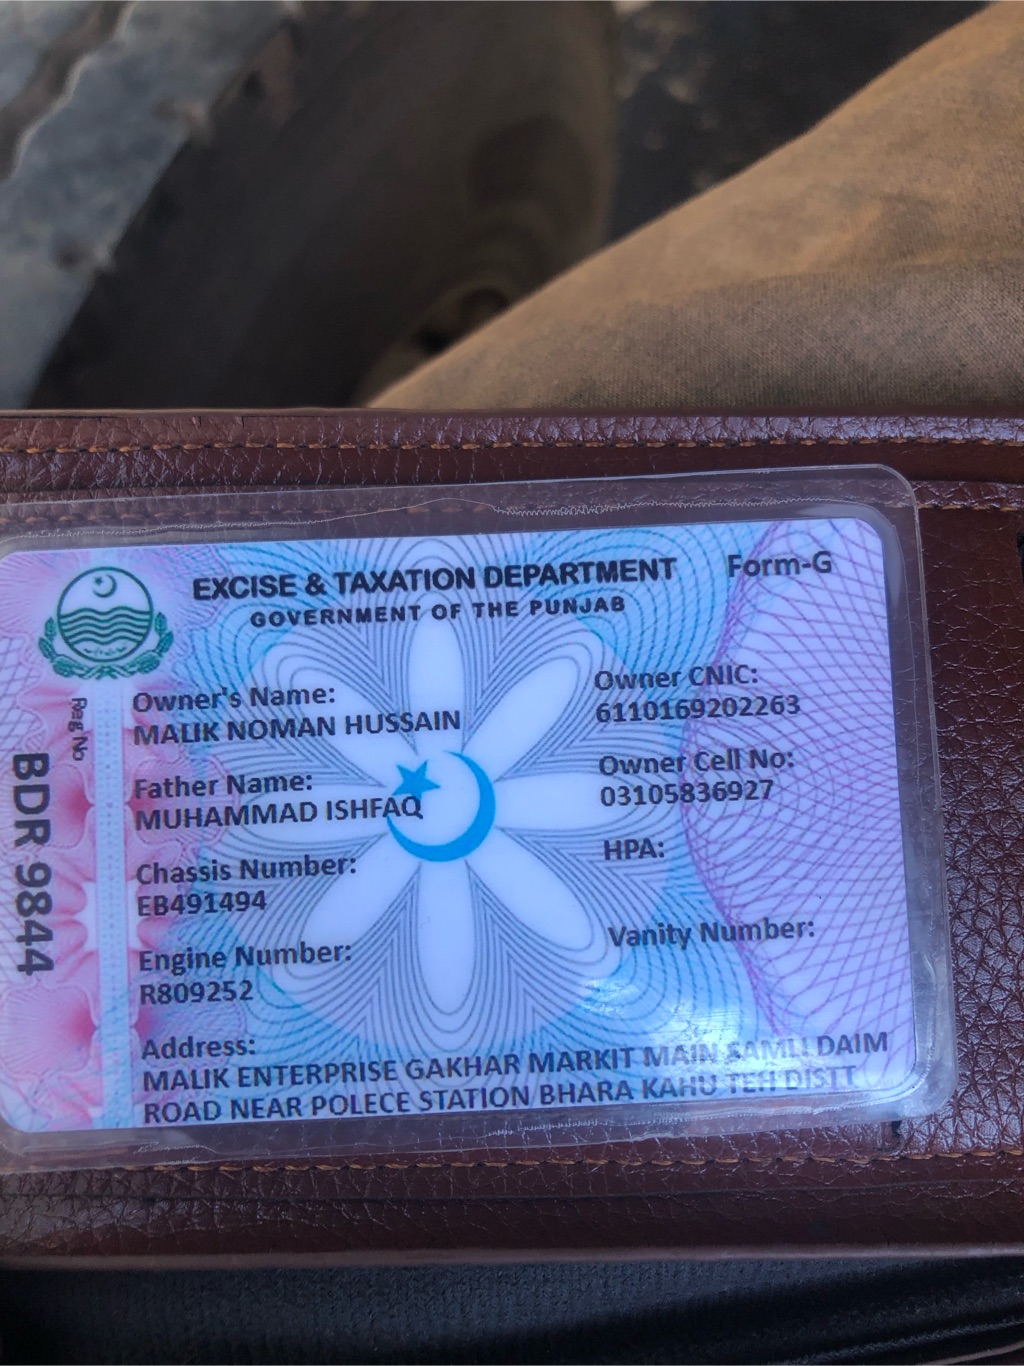 EXCISE & TAXATION DEPARTMENT
GOVERNMENT OF THE PUNJAB
Form-G
Reg No
BDR 9844
Owner's Name:
MALIK NOMAN HUSSAIN
Father Name:
MUHAMMAD ISHFAQ
Chassis Number:
EB491494
Engine Number:
R809252
Owner CNIC:
6110169202263
Owner Cell No:
03105836927
HPA:
Vanity Number:
Address:
MALIK ENTERPRISE GAKHAR MARKIT MAIN DAIM
ROAD NEAR POLECE STATION BHARA KAHU TEH DISTT